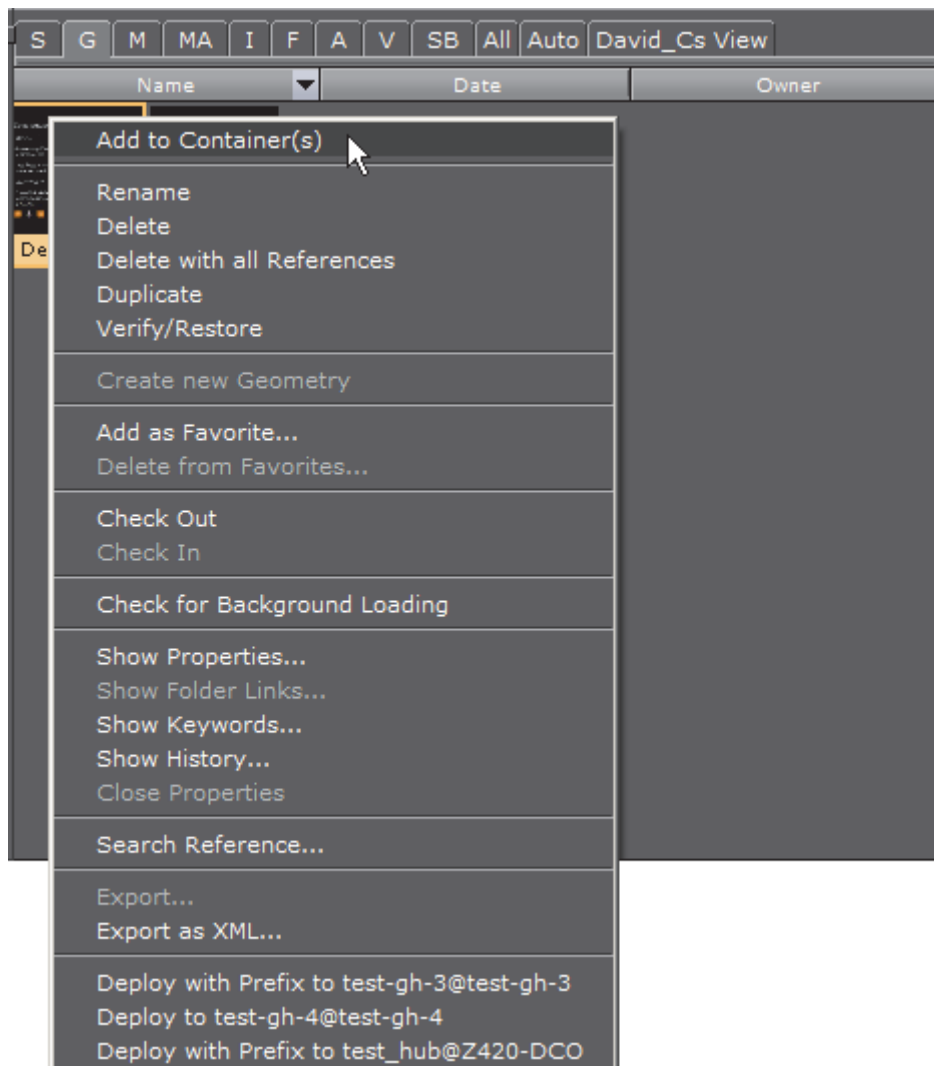 S G M MA I F A V SB All Auto David_Cs View
Name Date Owner
Add to Container(s)
Rename
Delete
De
Delete with all References
Duplicate
Verify/Restore
Create new Geometry
Add as Favorite...
Delete from Favorites...
Check Out
Check In
Check for Background Loading
Show Properties...
Show Folder Links...
Show Keywords...
Show History...
Close Properties
Search Reference...
Export...
Export as XML...
Deploy with Prefix to test-gh-3@test-gh-3
Deploy to test-gh-4@test-gh-4
Deploy with Prefix to test_hub@Z420-DCO